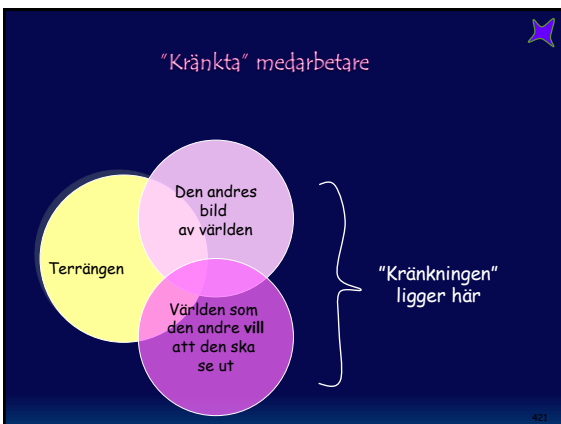 "Kränkta" medarbetare
Den andres
bild
av världen
Terrängen
"Kränkningen"
ligger här
Världen som
den andre vill
att den ska
se ut
421